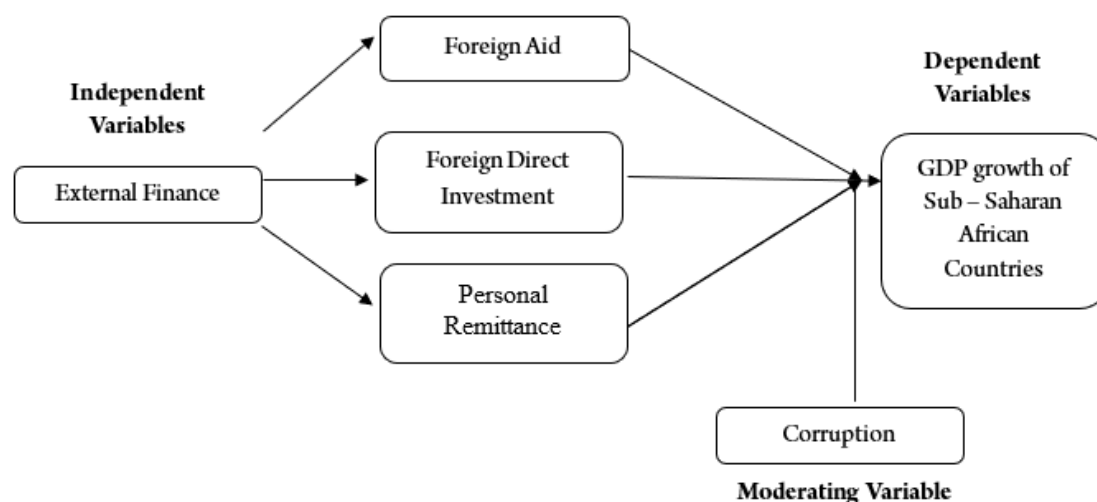 Independent
Variables
External Finance
Foreign Aid
Foreign Direct
Investment
Personal
Remittance
Dependent
Variables
GDP growth of
Sub – Saharan
African
Countries
Corruption
Moderating Variable